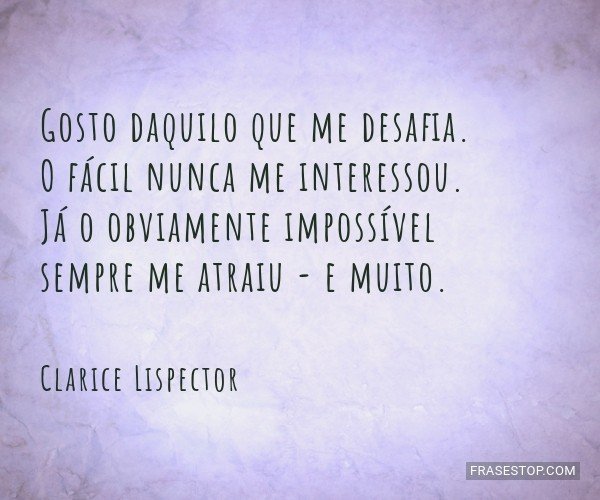 Gosto daquilo que me desafia.
O fácil nunca me interessou.
Já o obviamente impossível
sempre me atraiu - e muito.
Clarice Lispector
FRASESTOP.COM